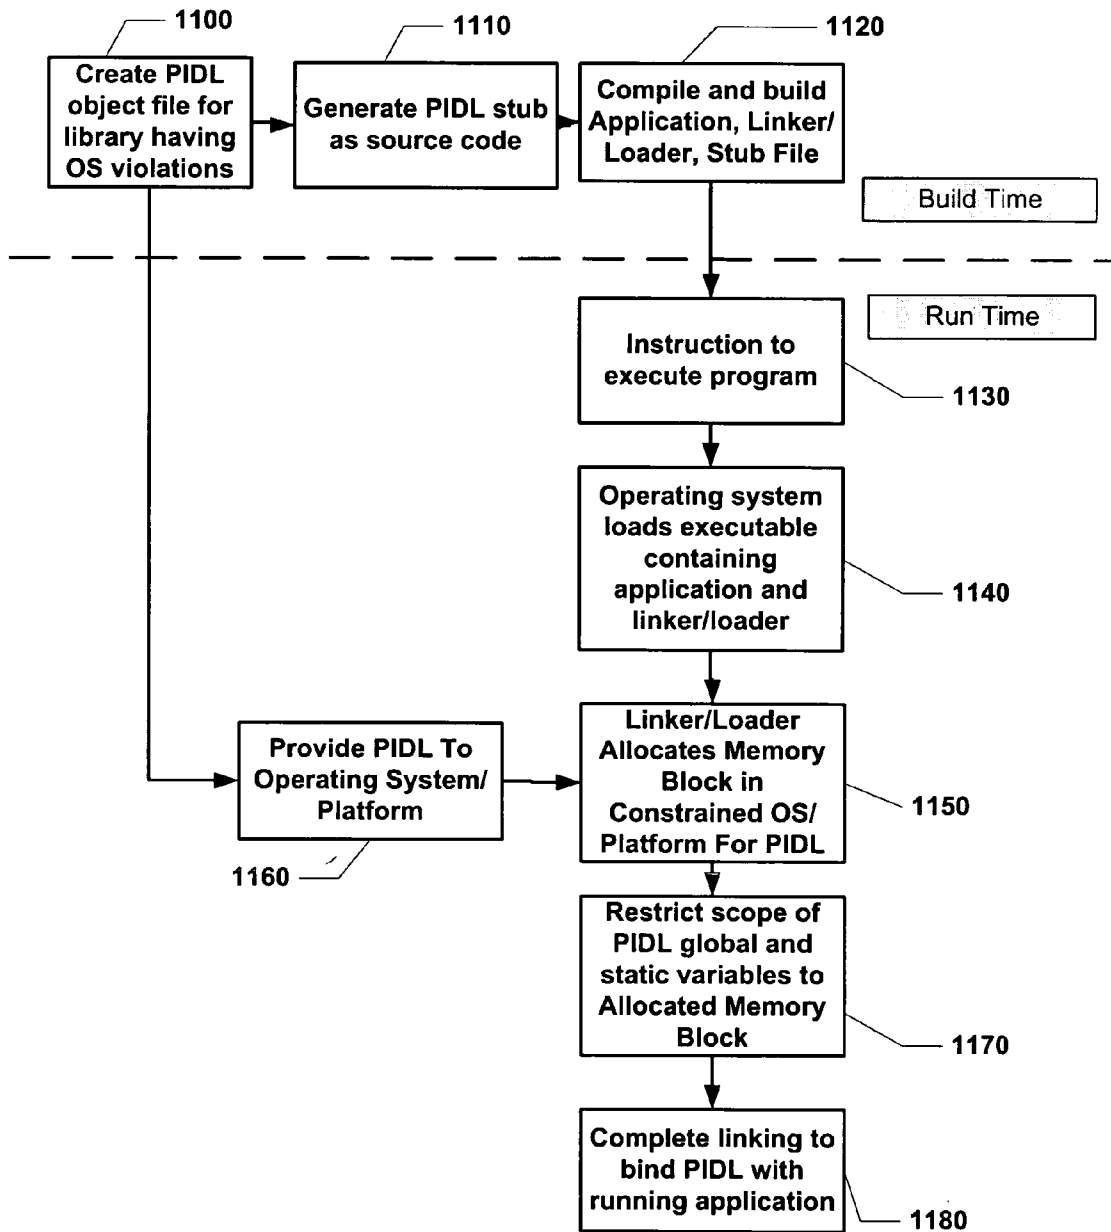 1100
1110
1120
Create PIDL
object file for
library having
OS violations
Generate PIDL stub
as source code
Compile and build
Application, Linker/
Loader, Stub File
Build Time
Run Time
Instruction to
execute program
1130
Operating system
loads executable
containing
application and
linker/loader
1140
Provide PIDL To
Operating System/
Platform
1160
Linker/Loader
Allocates Memory
Block in
Constrained OS/
Platform For PIDL
1150
Restrict scope of
PIDL global and
static variables to
Allocated Memory
Block
1170
Complete linking to
bind PIDL with
running application
1180